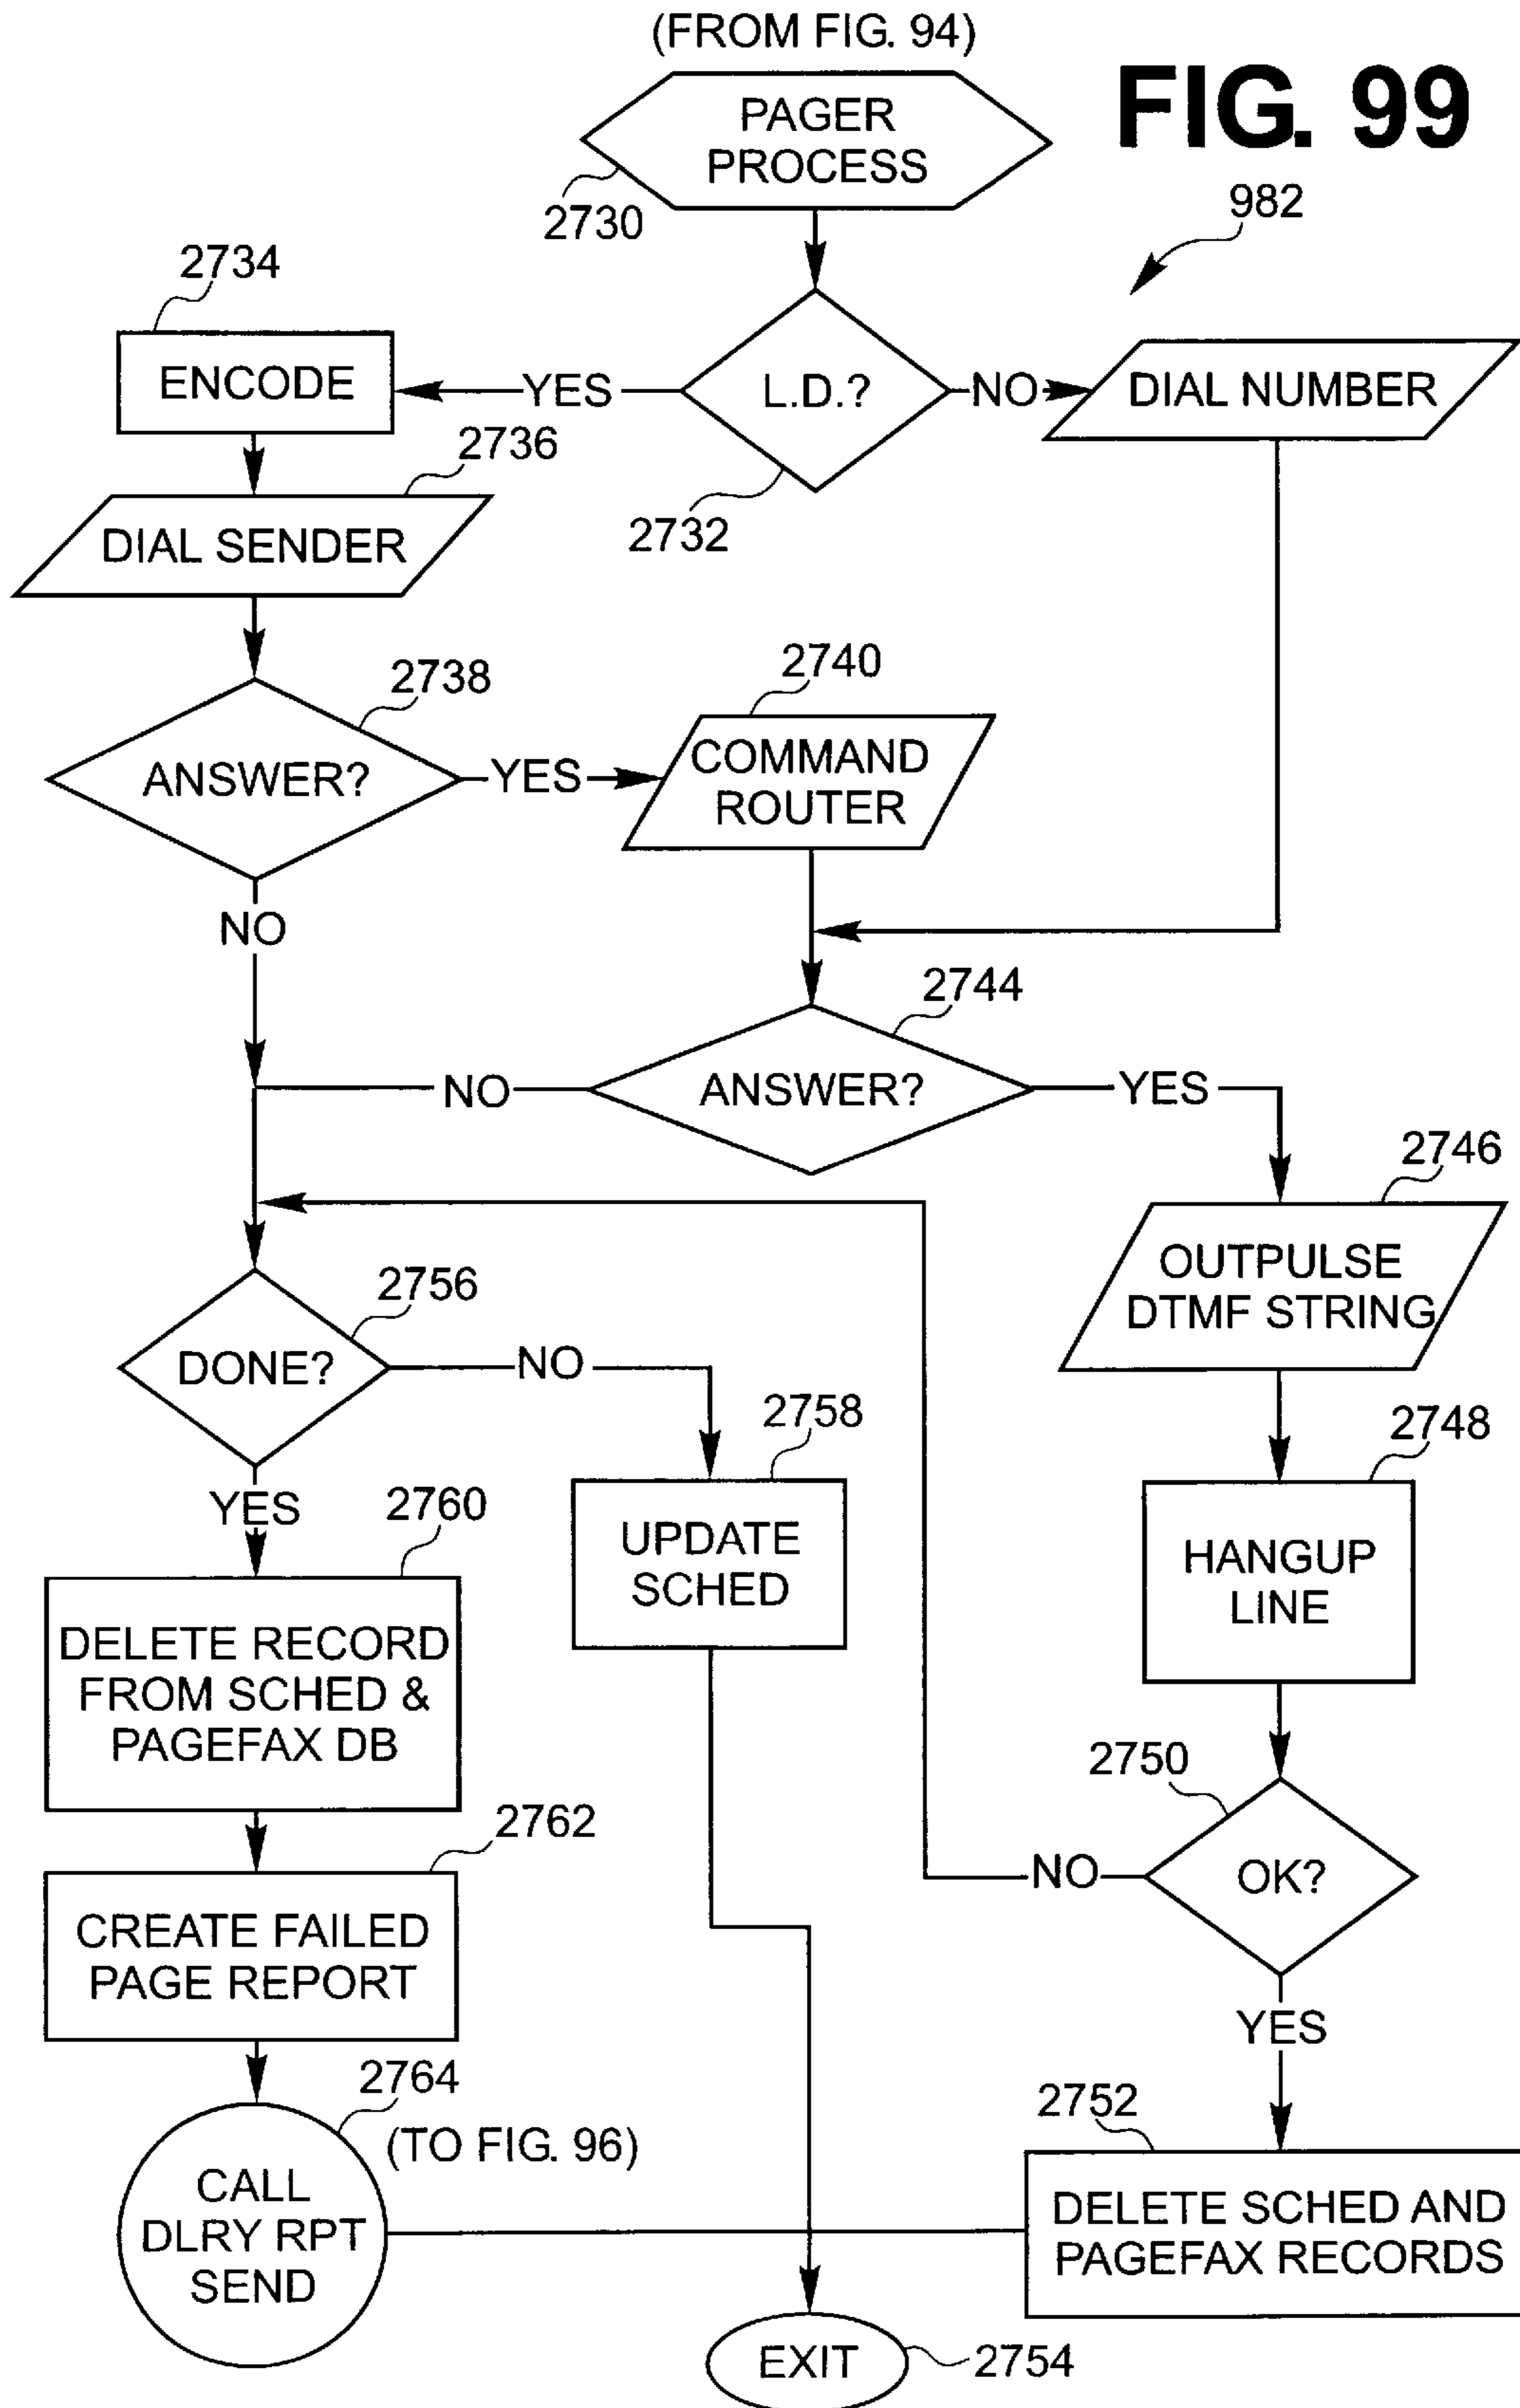 (FROM FIG. 94)
FIG. 99
PAGER
PROCESS
2730
982
2734
ENCODE
YES
L.D.?
NO
DIAL NUMBER
2736
2732
DIAL SENDER
2738
2740
ANSWER?
YES
COMMAND
ROUTER
NO
2744
NO
ANSWER?
YES
2746
OUTPULSE
DTMF STRING
2756
DONE?
NO
2758
2748
YES
2760
UPDATE
SCHED
HANGUP
LINE
DELETE RECORD
FROM SCHED &
PAGEFAX DB
2750
2762
NO
OK?
CREATE FAILED
PAGE REPORT
YES
2764
(TO FIG. 96)
2752
CALL
DLRY RPT
SEND
DELETE SCHED AND
PAGEFAX RECORDS
EXIT
2754